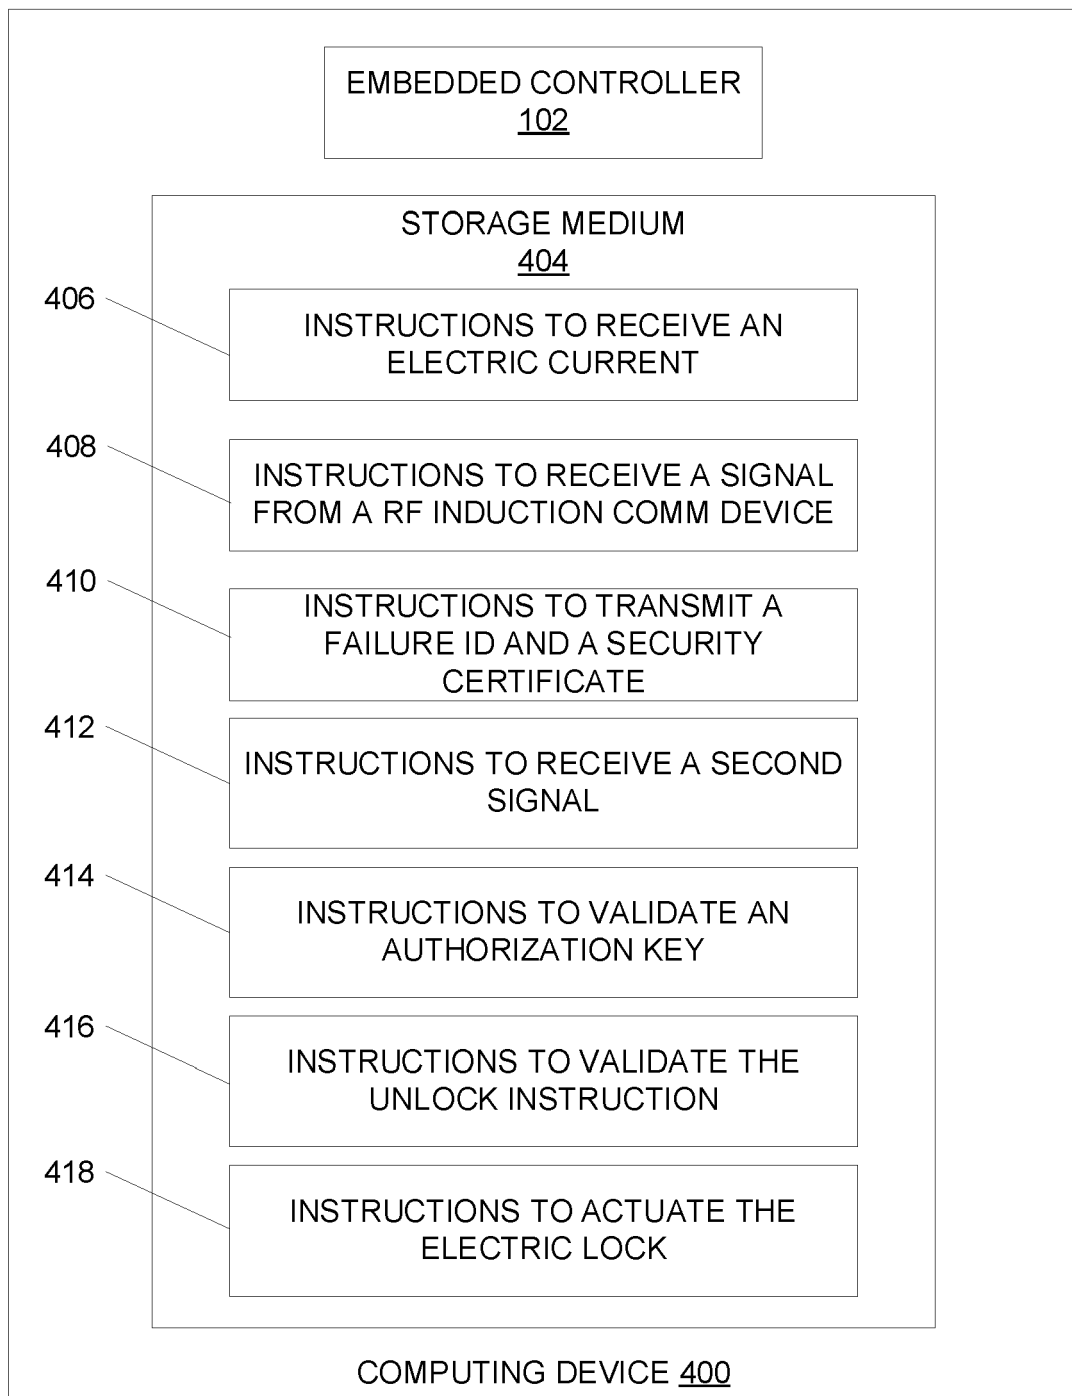 EMBEDDED CONTROLLER
102
STORAGE MEDIUM
404
406
INSTRUCTIONS TO RECEIVE AN
ELECTRIC CURRENT
408
INSTRUCTIONS TO RECEIVE A SIGNAL
FROM A RF INDUCTION COMM DEVICE
410
INSTRUCTIONS TO TRANSMIT A
FAILURE ID AND A SECURITY
CERTIFICATE
412
INSTRUCTIONS TO RECEIVE A SECOND
SIGNAL
414
INSTRUCTIONS TO VALIDATE AN
AUTHORIZATION KEY
416
INSTRUCTIONS TO VALIDATE THE
UNLOCK INSTRUCTION
418
INSTRUCTIONS TO ACTUATE THE
ELECTRIC LOCK
COMPUTING DEVICE 400